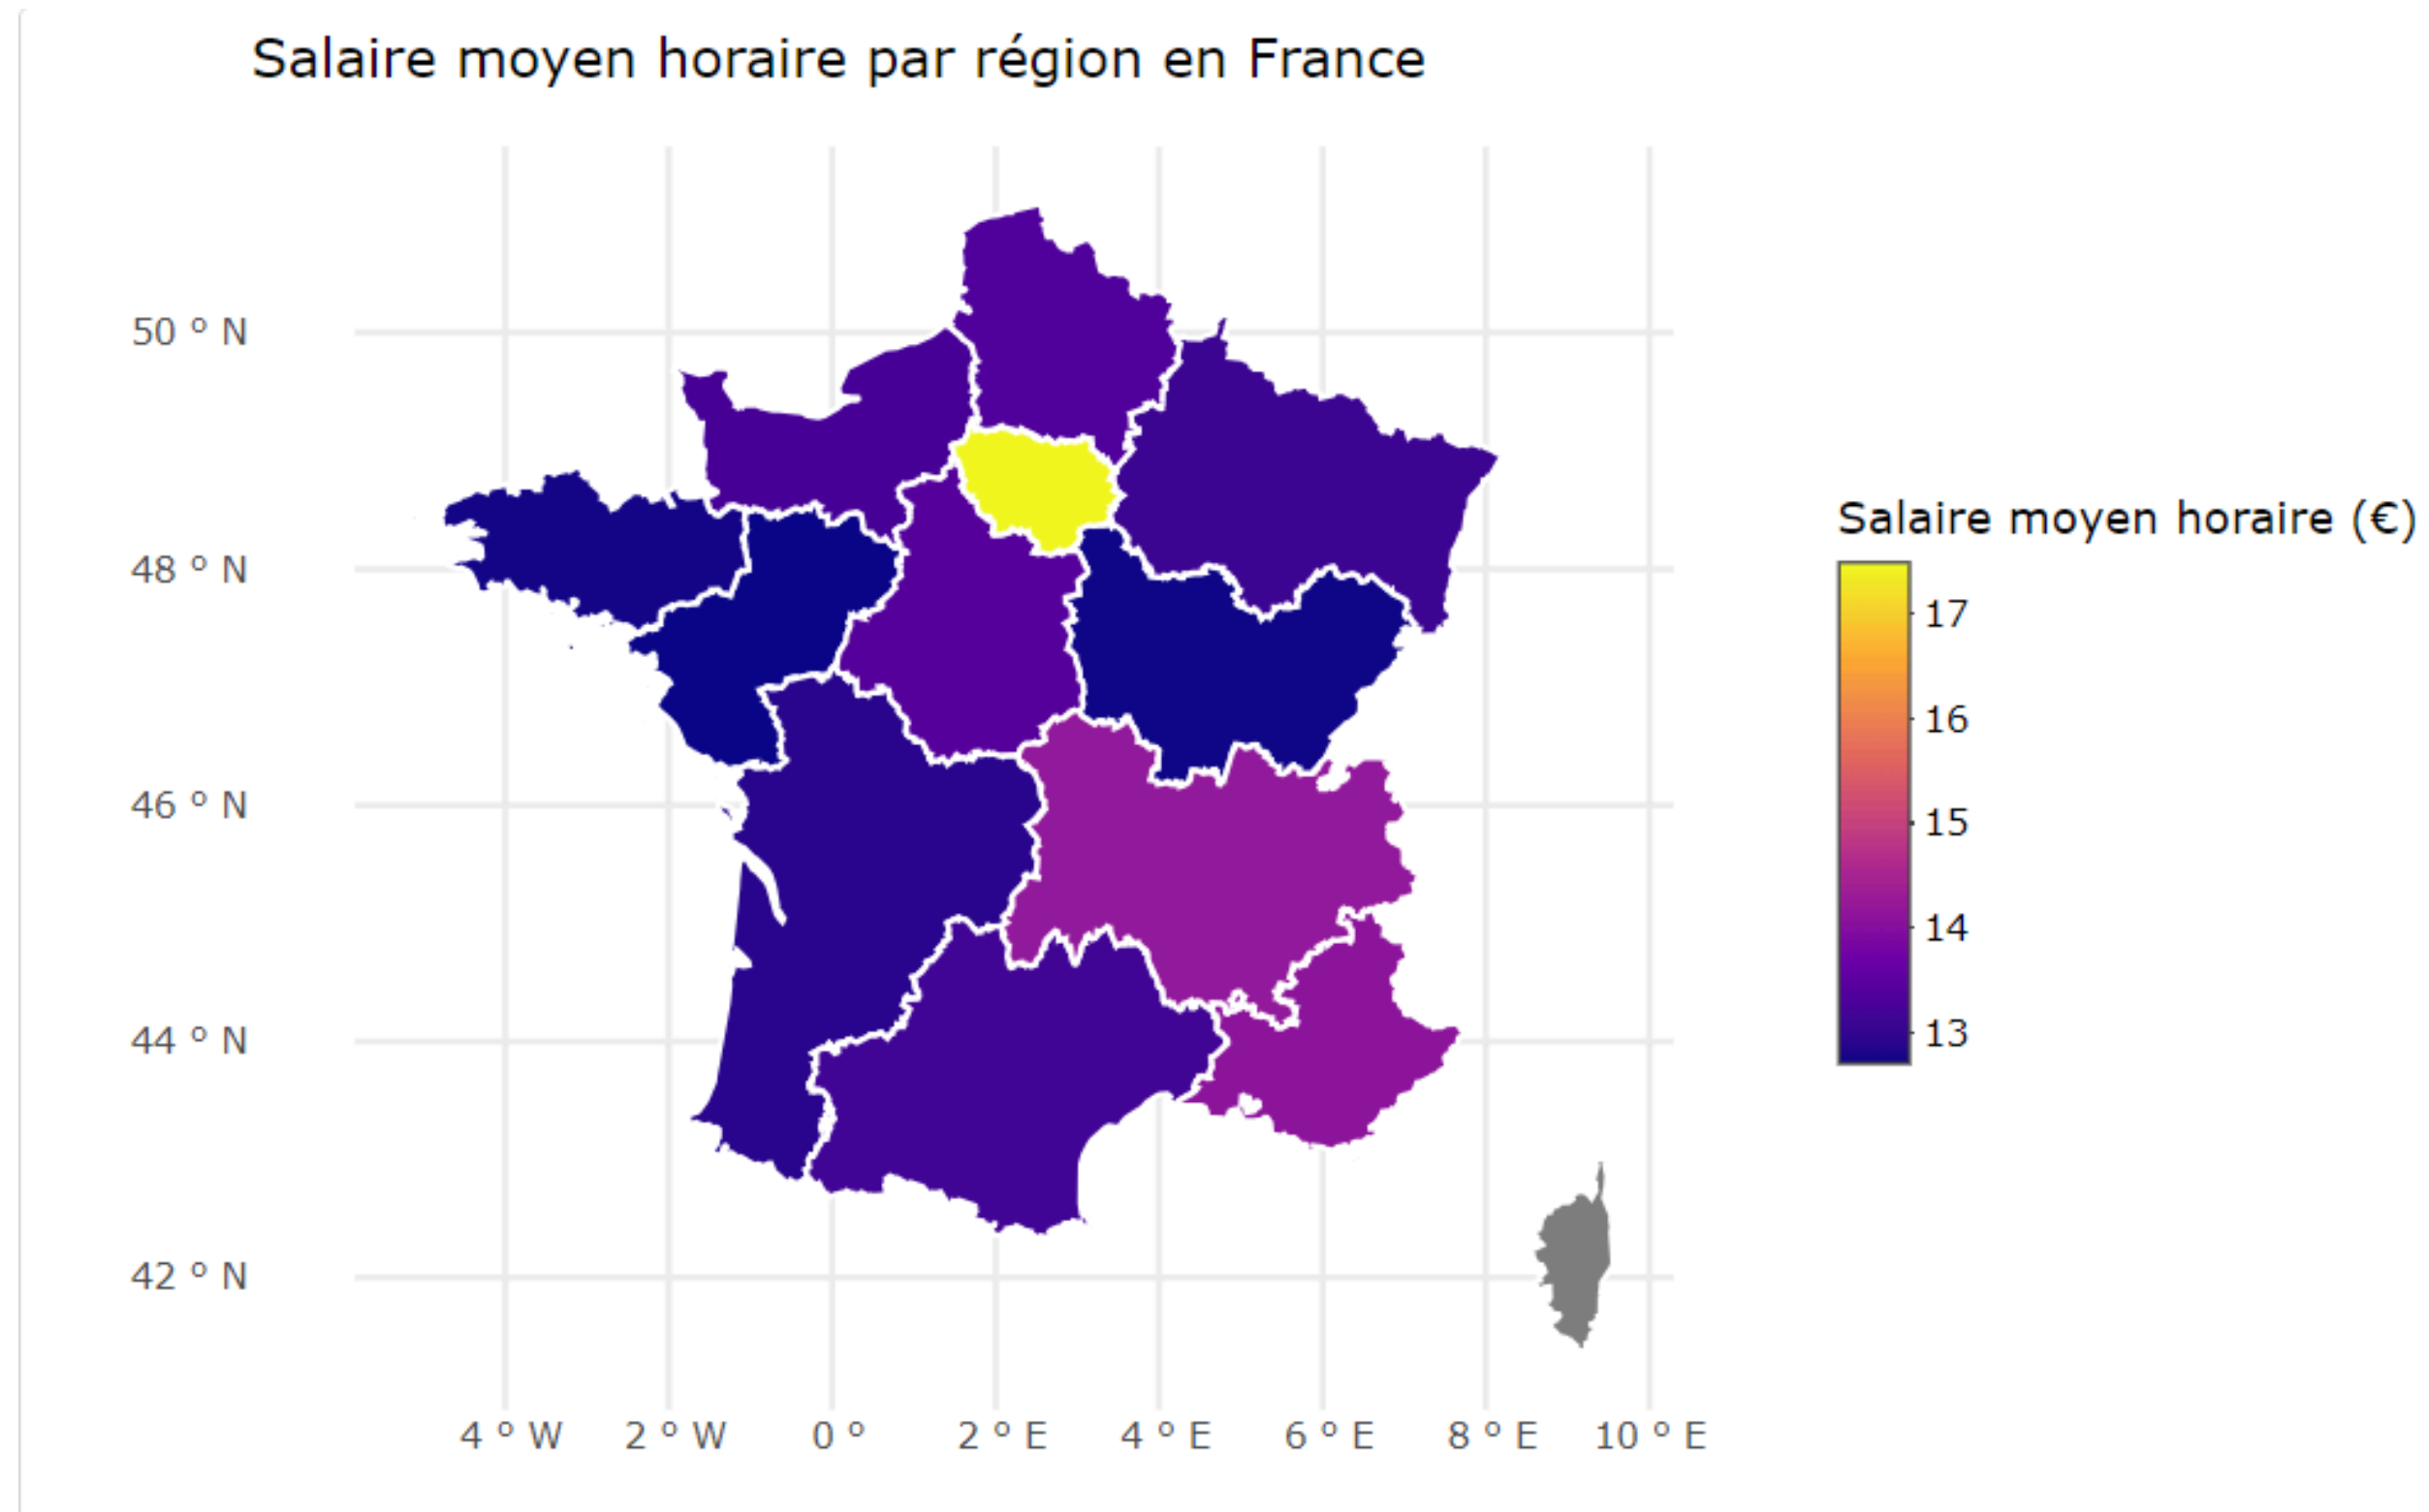 Salaire moyen horaire par région en France
50 ° N
48 ° N
46 ° N
44 ° N
42 ° N
4 ° W
2 ° W
0 °
2 ° E
4 ° E
6 ° E
8 ° E
10 ° E
Salaire moyen horaire (€)
17
16
15
14
13